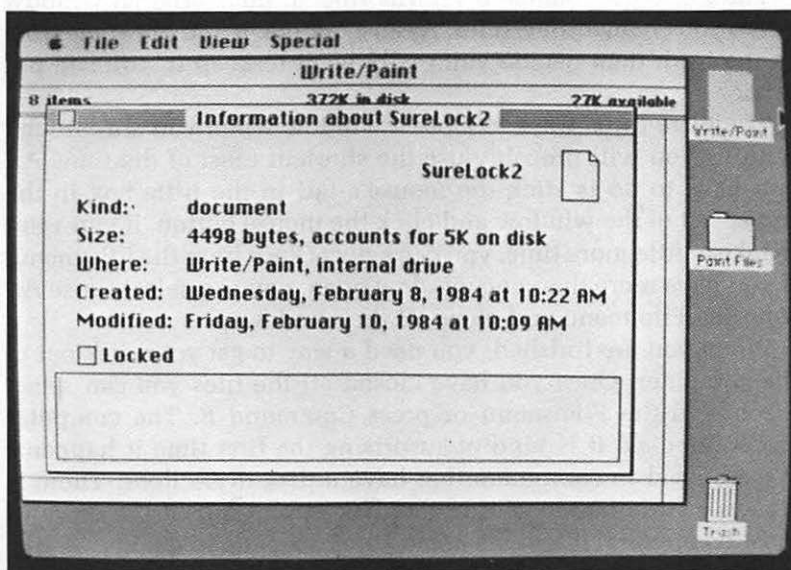 File Edit View Special
Write/Paint
8 items 372K in disk 27K available
Information about SureLock2
SureLock2
Kind: document
Size: 4498 bytes, accounts for 5K on disk
Where: Write/Paint, internal drive
Created: Wednesday, February 8, 1984 at 10:22 AM
Modified: Friday, February 10, 1984 at 10:09 AM
Locked
Write/Paint
Paint Files
Trash